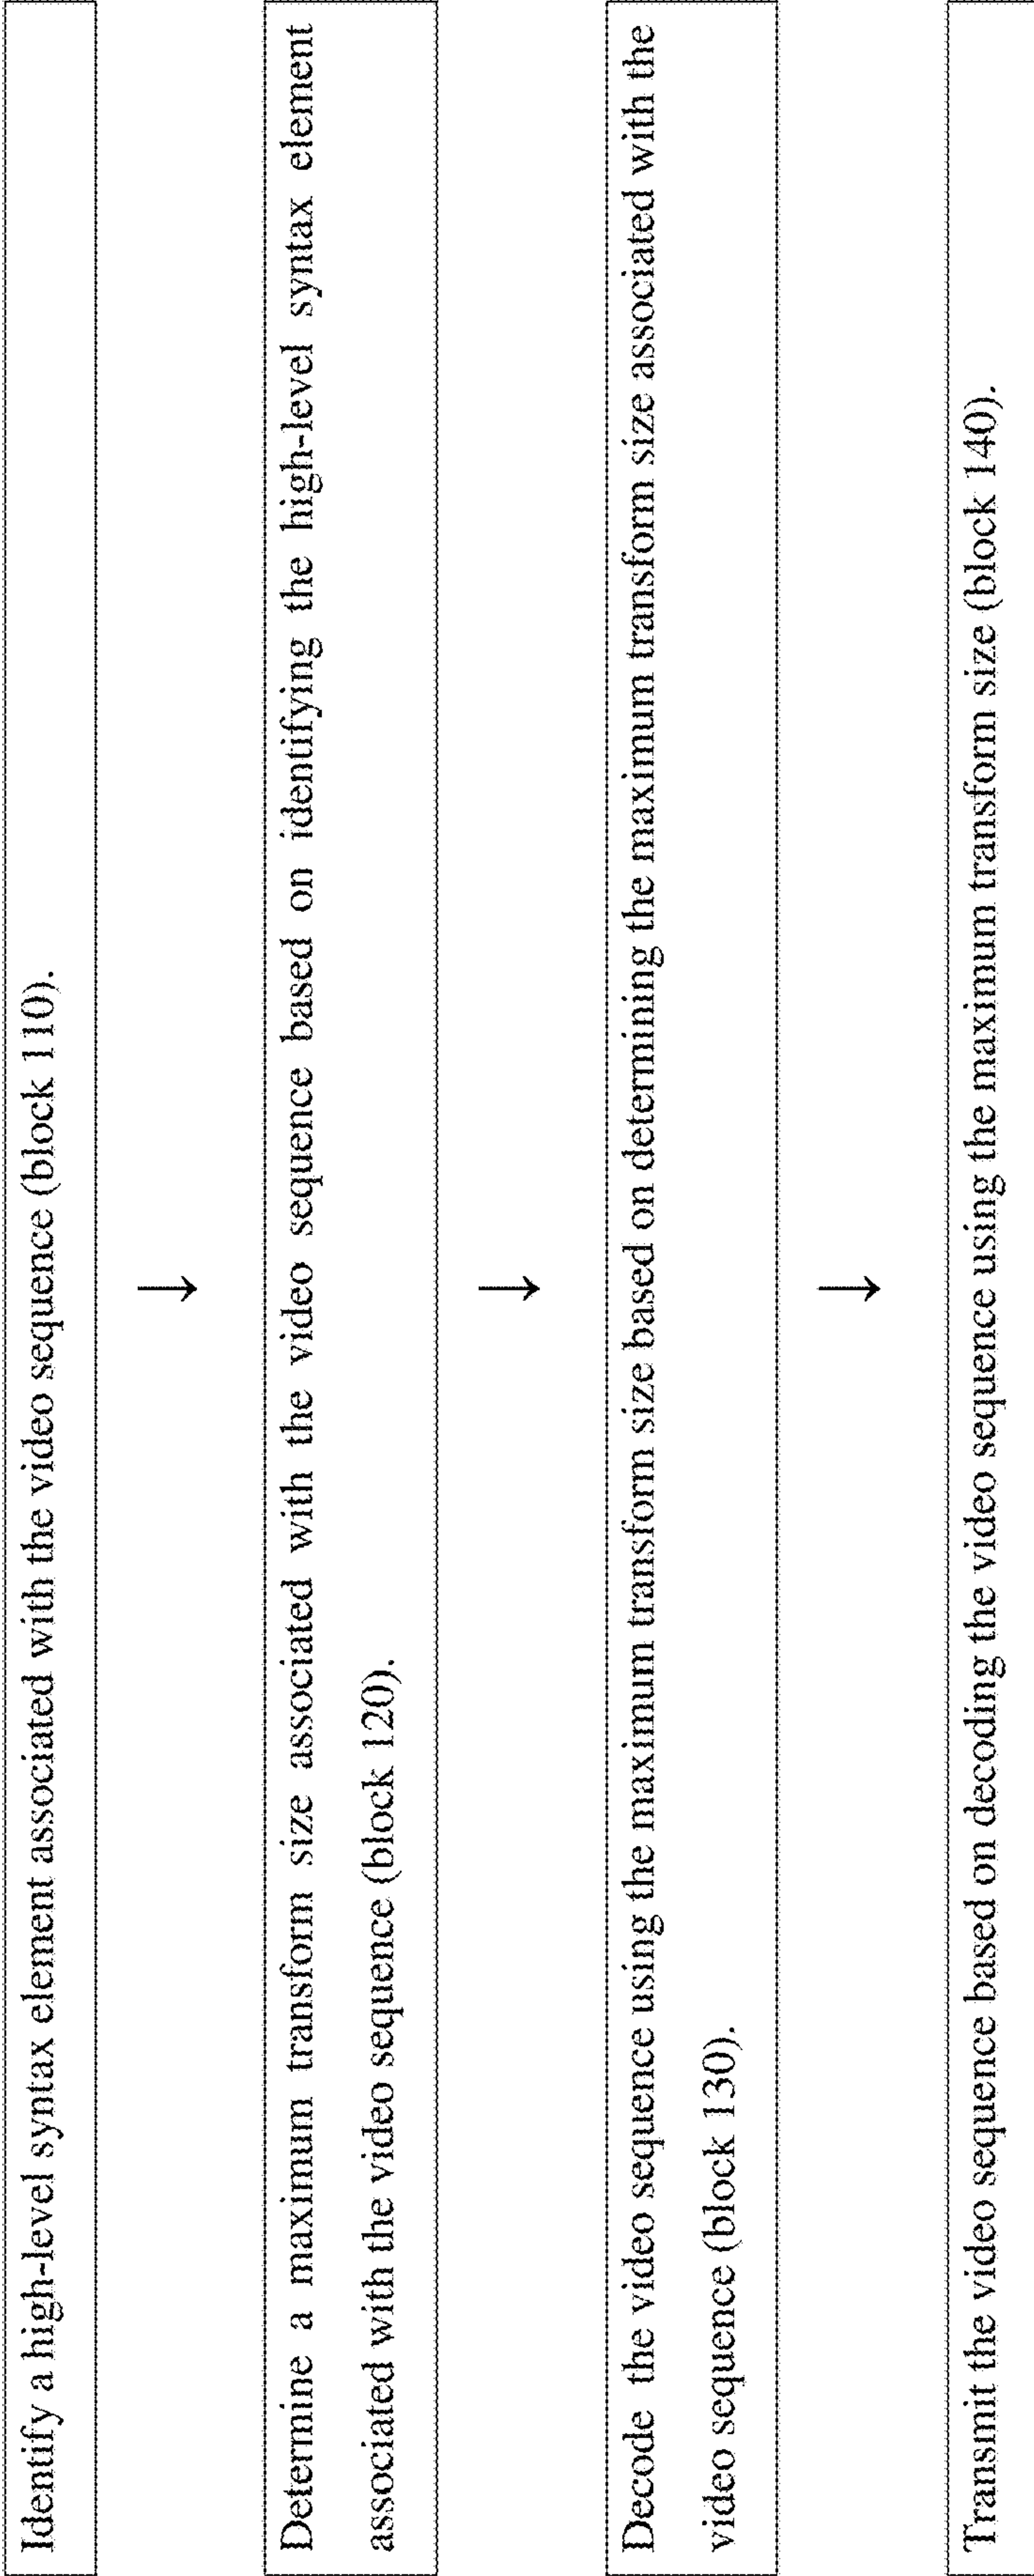 Identify a high-level syntax element associated with the video sequence (block 110).
↓
Determine a maximum transform size associated with the video sequence based on identifying the high-level syntax element
associated with the video sequence (block 120).
↓
Decode the video sequence using the maximum transform size based on determining the maximum transform size associated with the
video sequence (block 130).
↓
Transmit the video sequence based on decoding the video sequence using the maximum transform size (block 140).